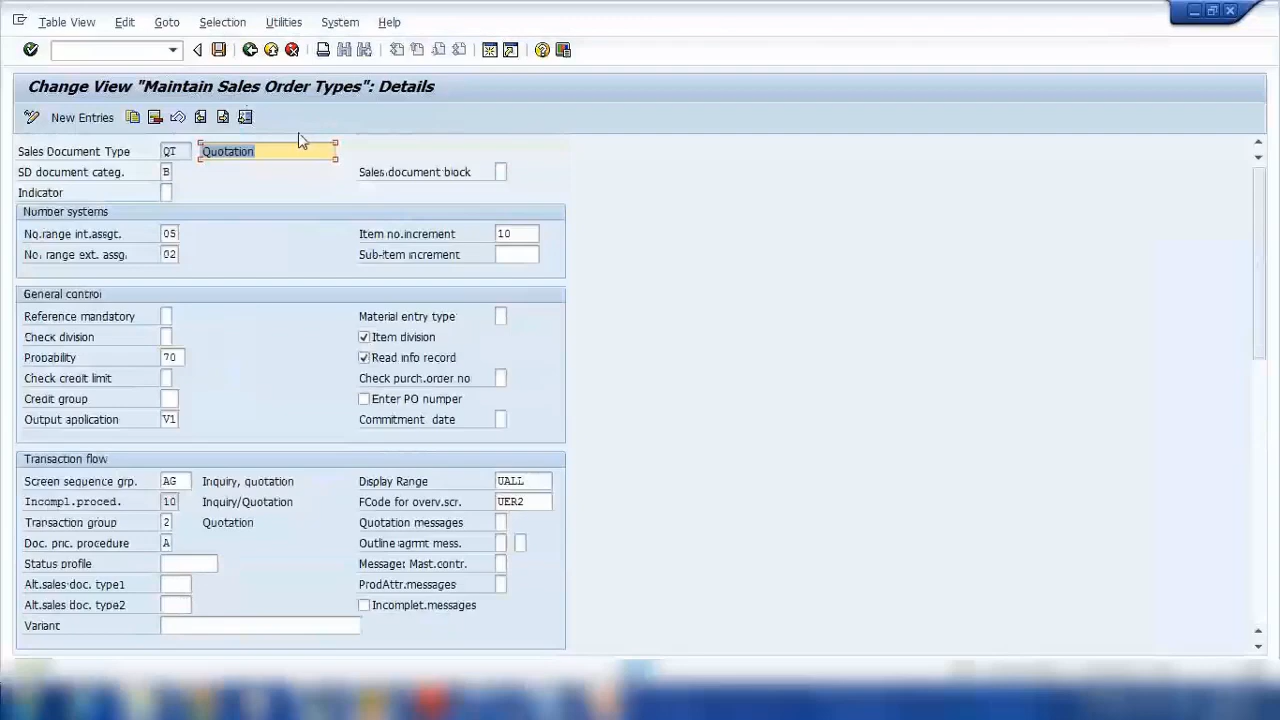 Table View Edit Goto Selection Utilities System Help
Change View "Maintain Sales Order Types": Details
New Entries
Sales Document Type QT Quotation
SD document categ. B Sales document block
Indicator
Number systems
No.range int.assgt. 05 Item no.increment 10
No. range ext. assg. 02 Sub-item increment
General control
Reference mandatory Material entry type
Check division Item division
Probability 70 Read info record
Check credit limit Check purch.order no
Credit group Enter PO number
Output application V1 Commitment date
Transaction flow
Screen sequence grp. AG Inquiry, quotation Display Range UALL
Incompl.proced. 10 Inquiry/Quotation FCode for overv.scr. UER2
Transaction group 2 Quotation Quotation messages
Doc. pric. procedure A Outline agrmt mess.
Status profile Message: Mast.contr.
Alt.sales doc. type1 ProdAttr.messages
Alt.sales doc. type2 Incomplet.messages
Variant